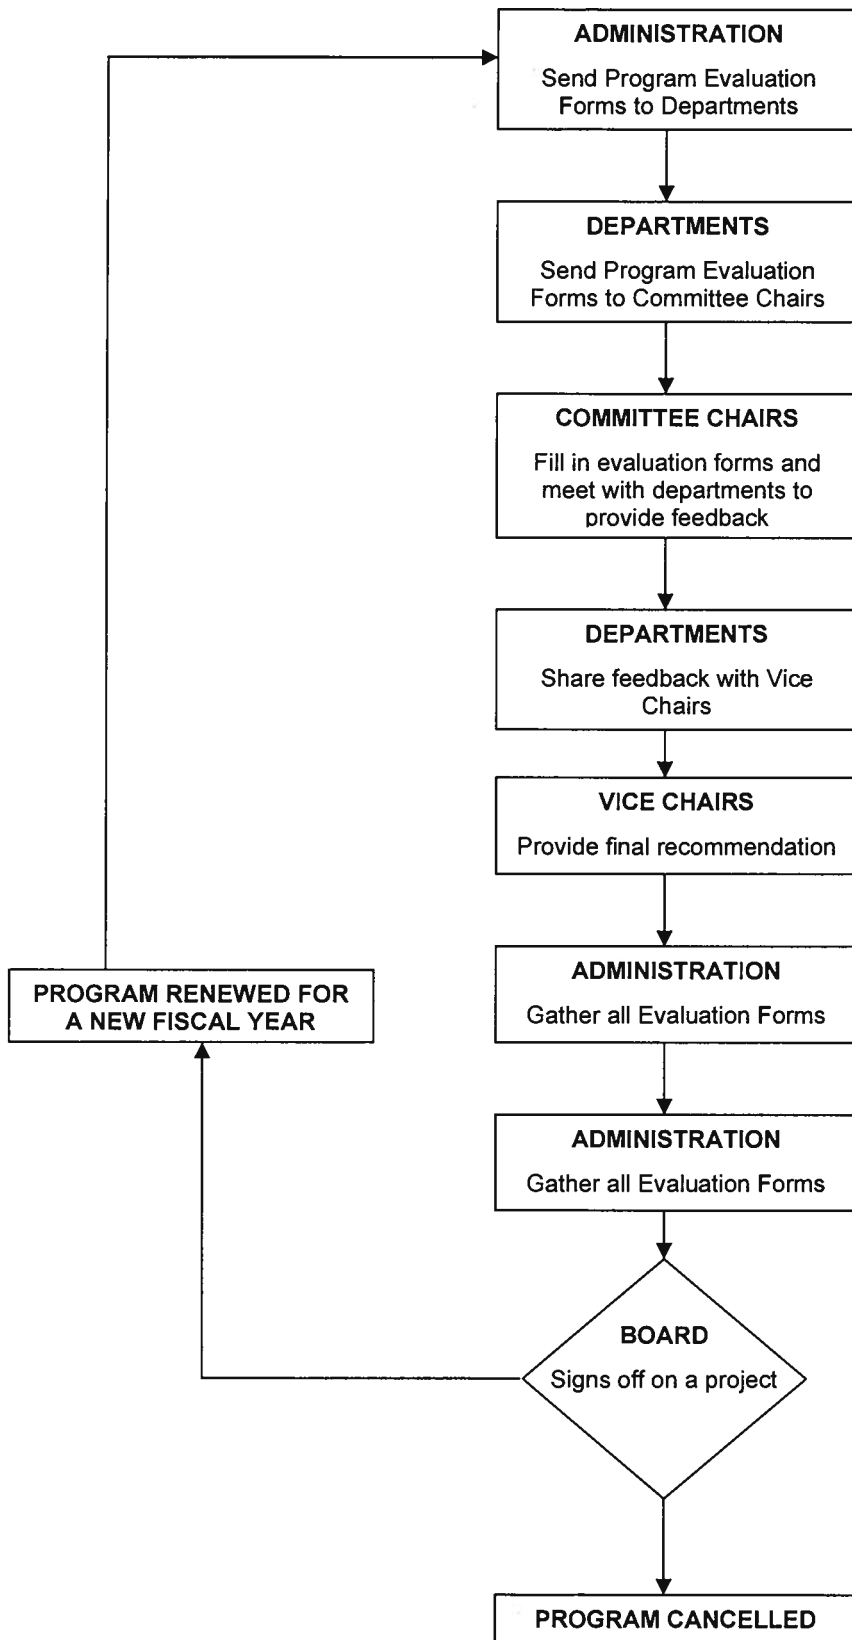 ADMINISTRATION
Send Program Evaluation
Forms to Departments
DEPARTMENTS
Send Program Evaluation
Forms to Committee Chairs
COMMITTEE CHAIRS
Fill in evaluation forms and
meet with departments to
provide feedback
DEPARTMENTS
Share feedback with Vice
Chairs
VICE CHAIRS
Provide final recommendation
ADMINISTRATION
Gather all Evaluation Forms
PROGRAM RENEWED FOR
A NEW FISCAL YEAR
ADMINISTRATION
Gather all Evaluation Forms
BOARD
Signs off on a project
PROGRAM CANCELLED